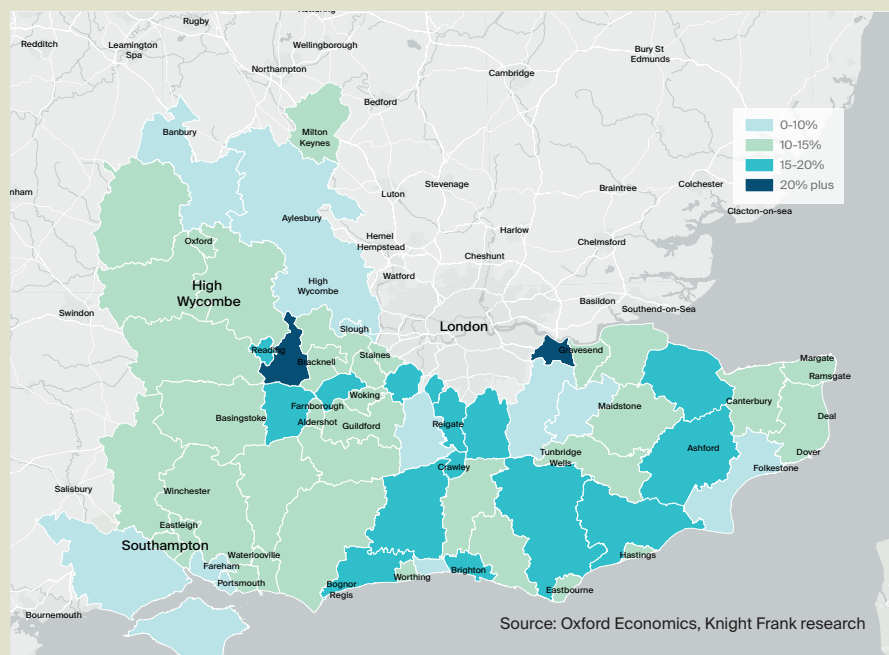 Rugby
Redditch
Leamington
Spa
Wellingborough
Bury St
Edmunds
Northampton
Cambridge
Bedford
Banbury
Milton
Keynes
0-10%
10-15%
15-20%
20% plus
nham
Luton
Stevenage
Braintree
Colchester
Aylesbury
Clacton-on-sea
Oxford
Hemel
Hempstead
Harlow
Chelmsford
Cheshunt
High
Wycombe
High
Wycombe
Watford
Basildon
Swindon
Southend-on-Sea
Slough
London
Reading
Bracknell
Staines
Gravesend
Margate
Ramsgate
Woking
Farnborough
Maidstone
Canterbury
Basingstoke
Aldershot
Guildford
Reigate
Deal
Tunbridge
Wells
Ashford
Dover
Crawley
Folkestone
Salisbury
Winchester
Eastleigh
Southampton
Waterlooville
Hastings
Fareham
Portsmouth
Bognor
Regis
Worthing
Brighton
Eastbourne
Bournemouth
Source: Oxford Economics, Knight Frank research